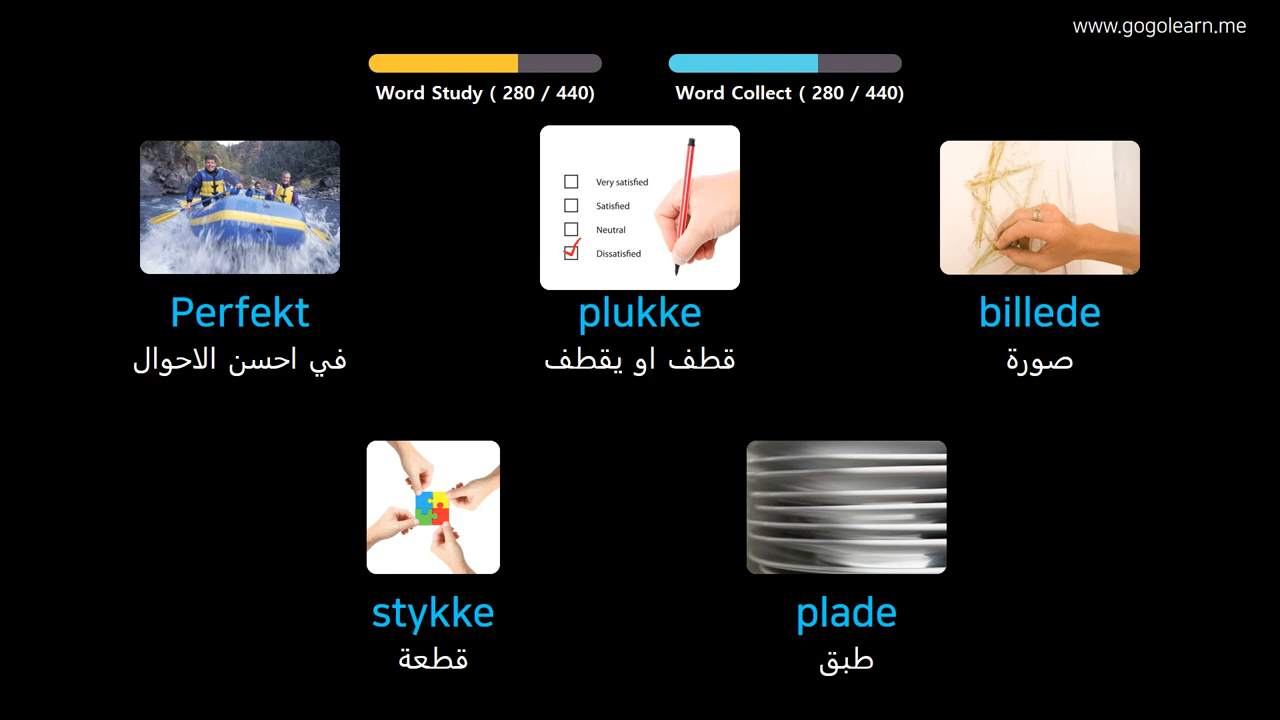 www.gogolearn.me
Word Study ( 280 / 440)
Word Collect ( 280 / 440)
Very satisfied
Satisfied
Neutral
Dissatisfied
Perfekt
في احسن الاحوال
plukke
قطف او يقطف
billede
صورة
stykke
قطعة
plade
طبق